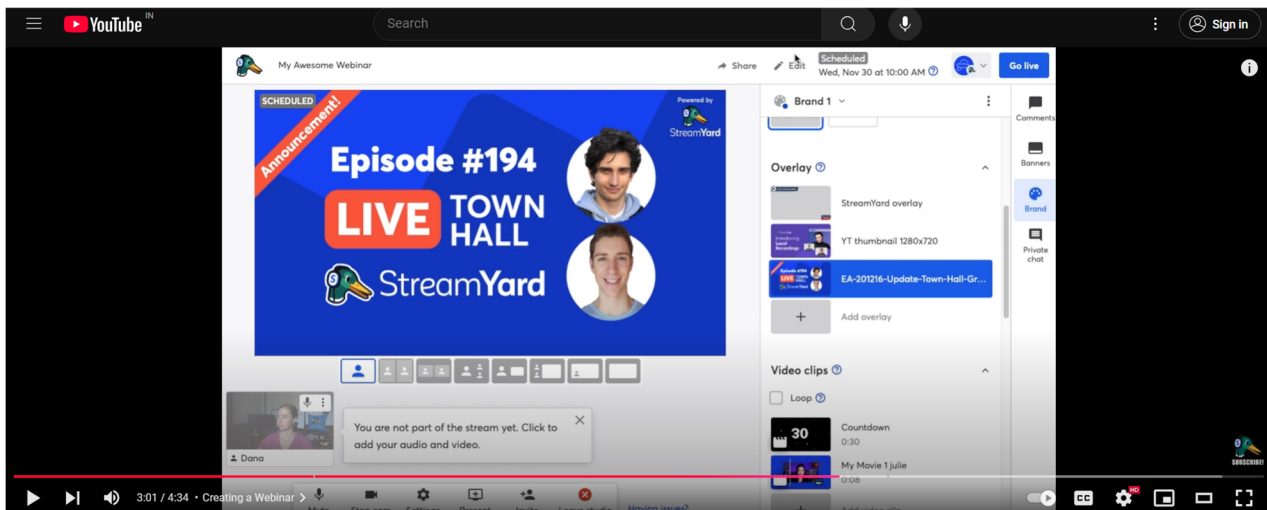 YouTube IN
Search
Sign in
My Awesome Webinar
Share
Edit
Scheduled
Wed, Nov 30 at 10:00 AM
Go live
SCHEDULED
Announcement!
Powered by
StreamYard
Episode #194
LIVE TOWN HALL
StreamYard
Brand 1
Overlay
StreamYard overlay
YT thumbnail 1280x720
EA-201216-Update-Town-Hall-Gr...
Add overlay
Video clips
Loop
30
Countdown
0:30
My Movie 1 julie
0:08
Comments
Banners
Brand
Private
chat
You are not part of the stream yet. Click to
add your audio and video.
Dana
SUBSCRIBE!
3:01 / 4:34 • Creating a Webinar
CC
HD
Having issues?